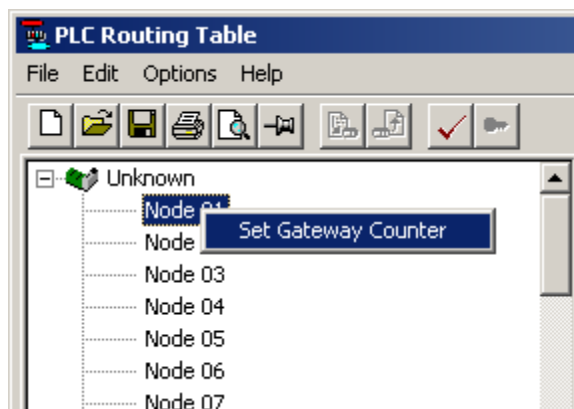 PLC Routing Table
File Edit Options Help
Unknown
Node 01
Set Gateway Counter
Node
Node 03
Node 04
Node 05
Node 06
Node 07